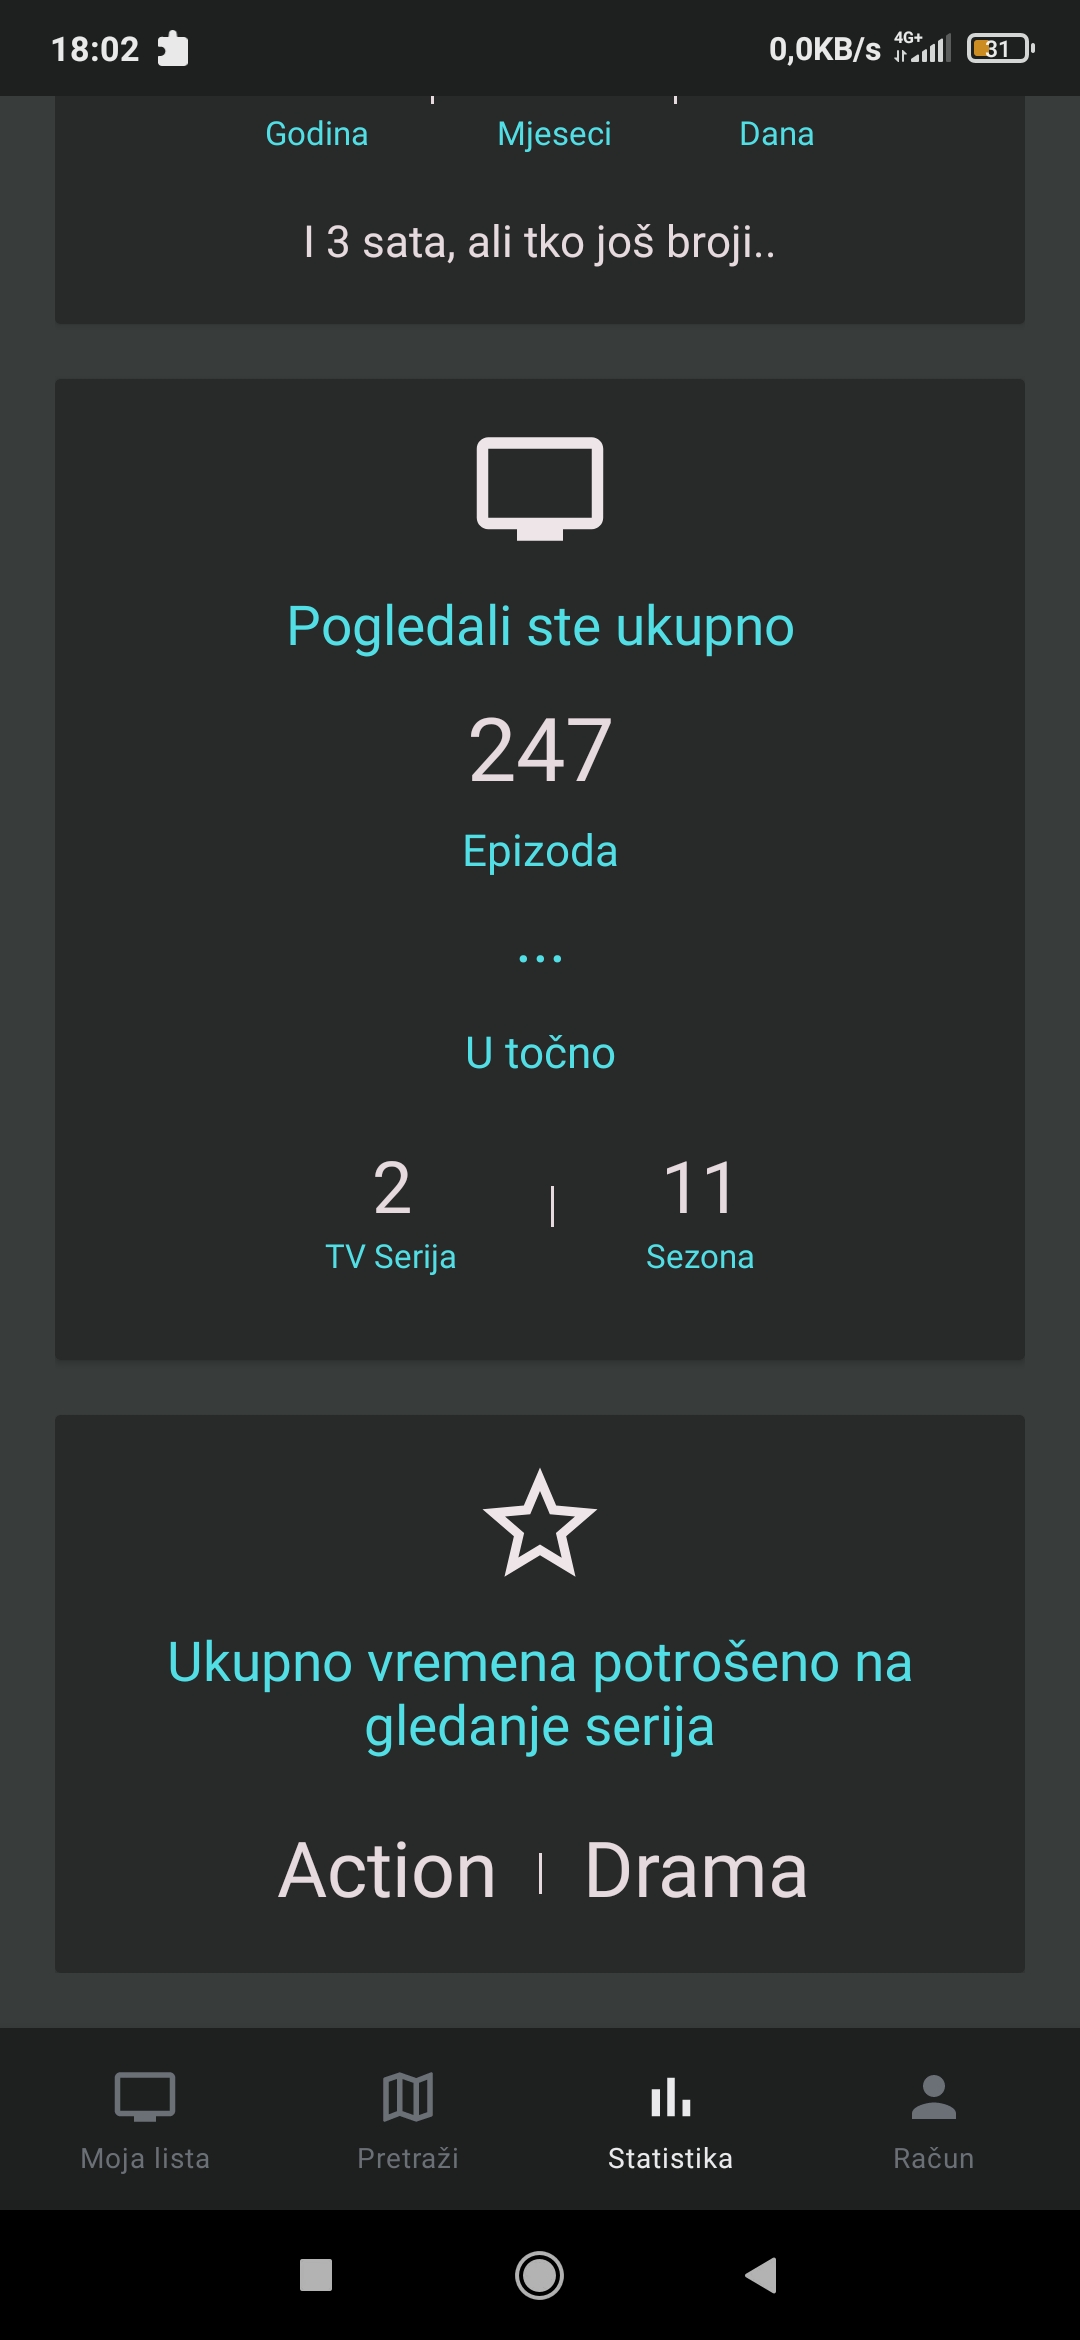 18:02 0,0KB/s 4G+ 31
Godina Mjeseci Dana
I 3 sata, ali tko još broji..
Pogledali ste ukupno
247
Epizoda
...
U točno
2 | 11
TV Serija Sezona
Ukupno vremena potrošeno na
gledanje serija
Action | Drama
Moja lista Pretraži Statistika Račun